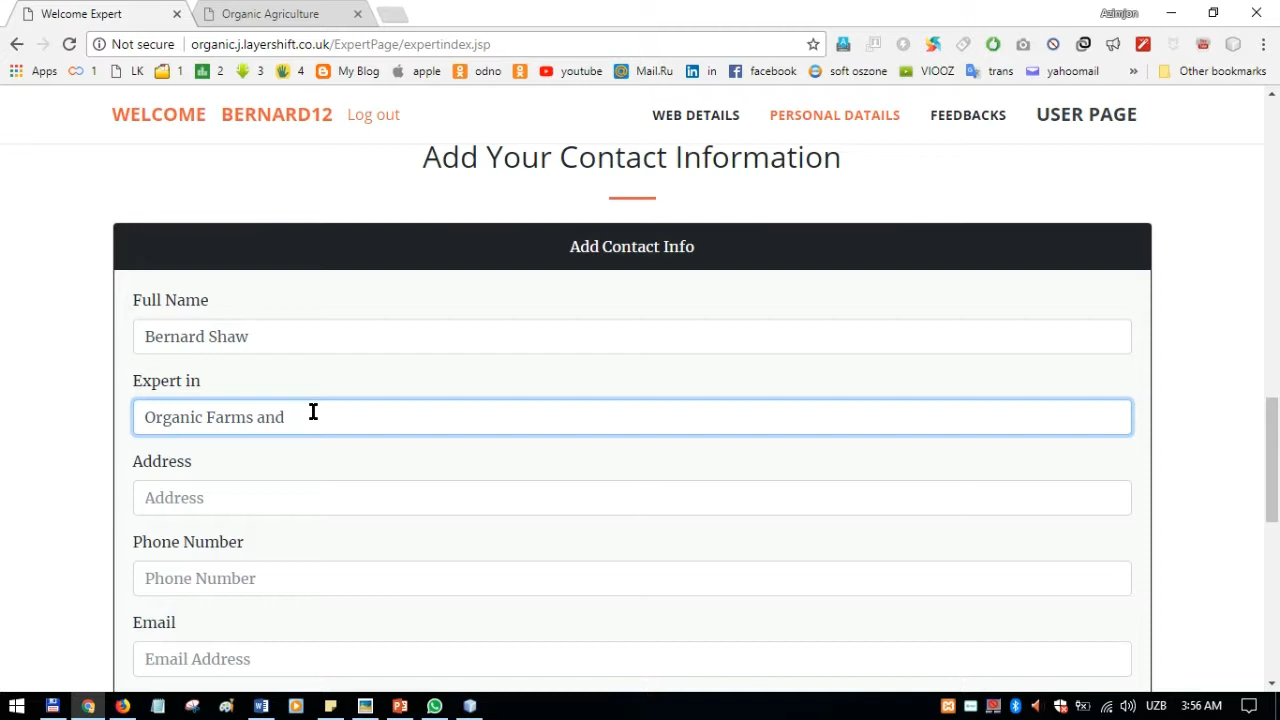 Welcome Expert
Organic Agriculture
Azimjon
Not secure
organic.j.layershift.co.uk/ExpertPage/expertindex.jsp
Apps 1 LK 1 2 3 4 My Blog apple odno youtube Mail.Ru in facebook soft oszone VIOOZ trans yahoomail » Other bookmarks
WELCOME BERNARD12 Log out WEB DETAILS PERSONAL DATAILS FEEDBACKS USER PAGE
Add Your Contact Information
Add Contact Info
Full Name
Bernard Shaw
Expert in
Organic Farms and
Address
Address
Phone Number
Phone Number
Email
Email Address
UZB 3:56 AM